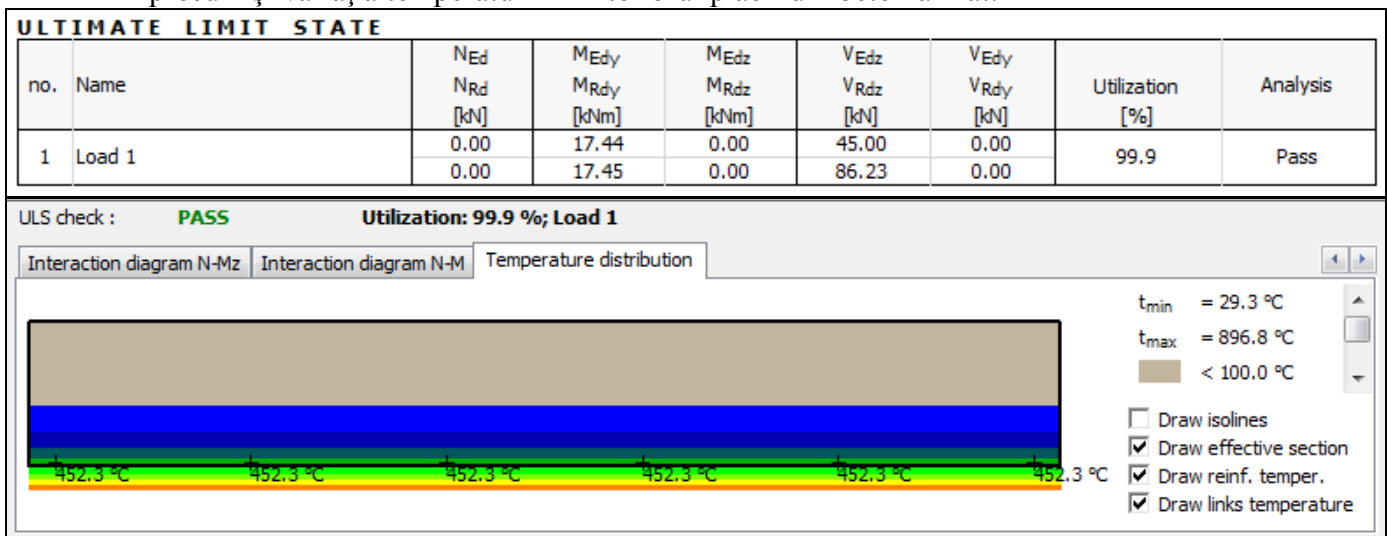 ULTIMATE LIMIT STATE
no. Name NEd MEdy MEdz VEdz VEdy Utilization Analysis
NRd MRdy MRdz VRdz VRdy
[kN] [kNm] [kNm] [kN] [kN] [%]
1 Load 1 0.00 17.44 0.00 45.00 0.00 99.9 Pass
0.00 17.45 0.00 86.23 0.00
ULS check : PASS Utilization: 99.9 %; Load 1
Interaction diagram N-Mz Interaction diagram N-M Temperature distribution
tmin = 29.3 ºC
tmax = 896.8 ºC
< 100.0 ºC
Draw isolines
Draw effective section
Draw reinf. temper.
Draw links temperature
452.3 ºC 452.3 ºC 452.3 ºC 452.3 ºC 452.3 ºC 452.3 ºC